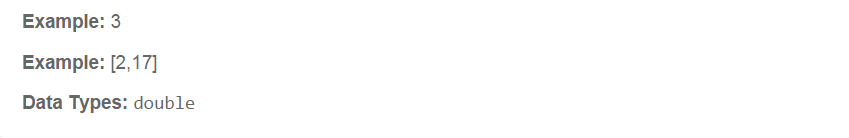 Example: 3
Example: [2,17]
Data Types: double